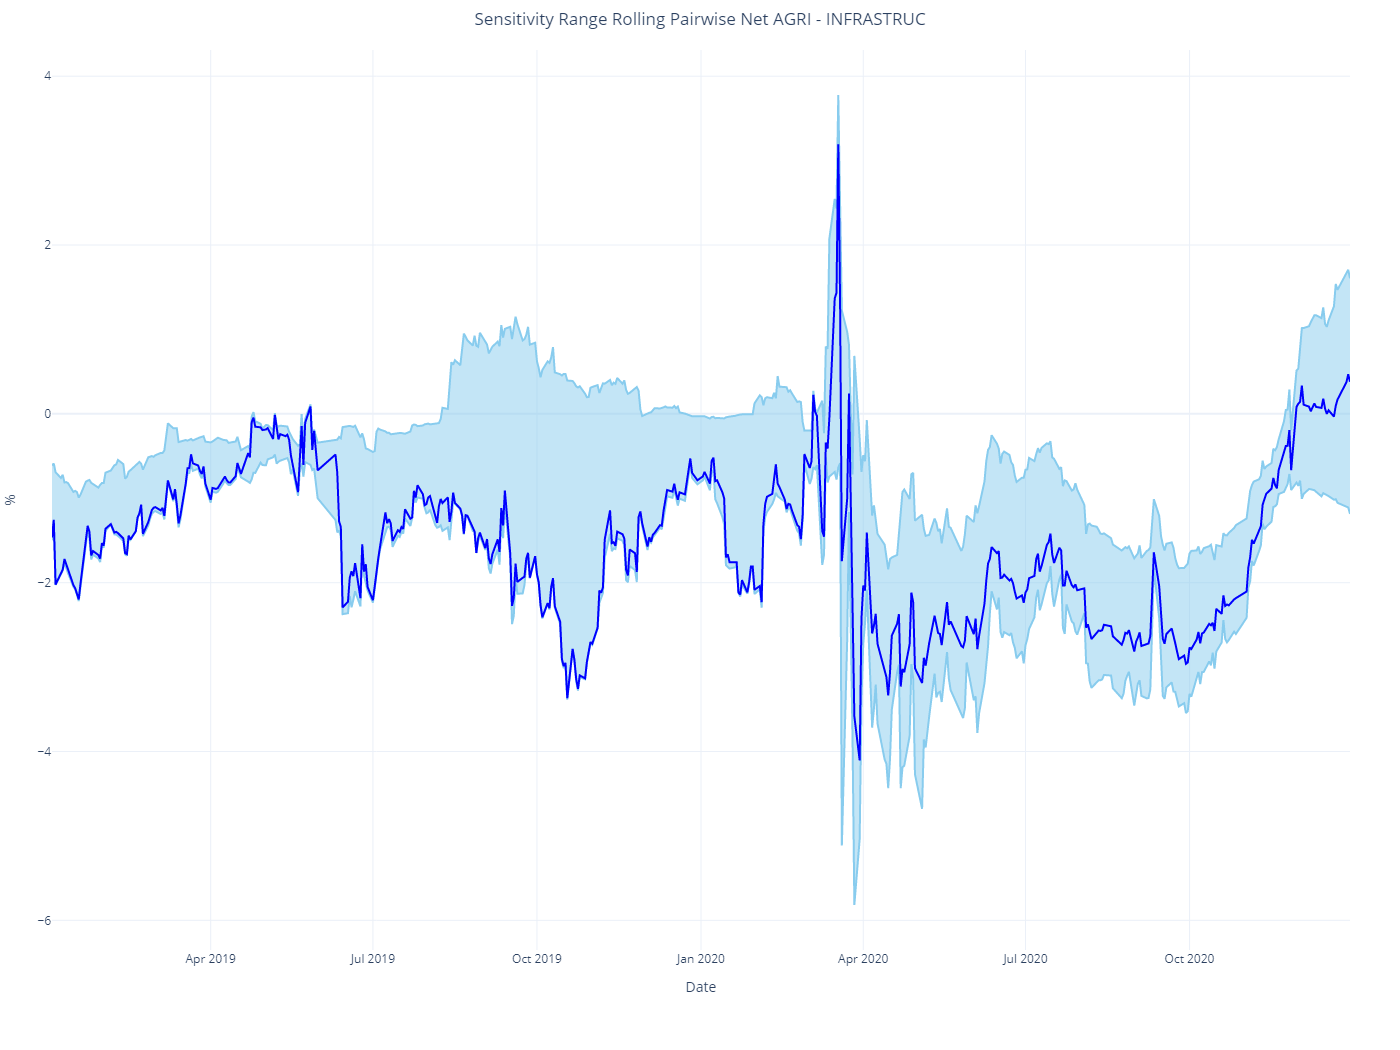 Sensitivity Range Rolling Pairwise Net AGRI - INFRASTRUC
4
2
0
−2
−4
−6
%
Apr 2019
Jul 2019
Oct 2019
Jan 2020
Apr 2020
Jul 2020
Oct 2020
Date